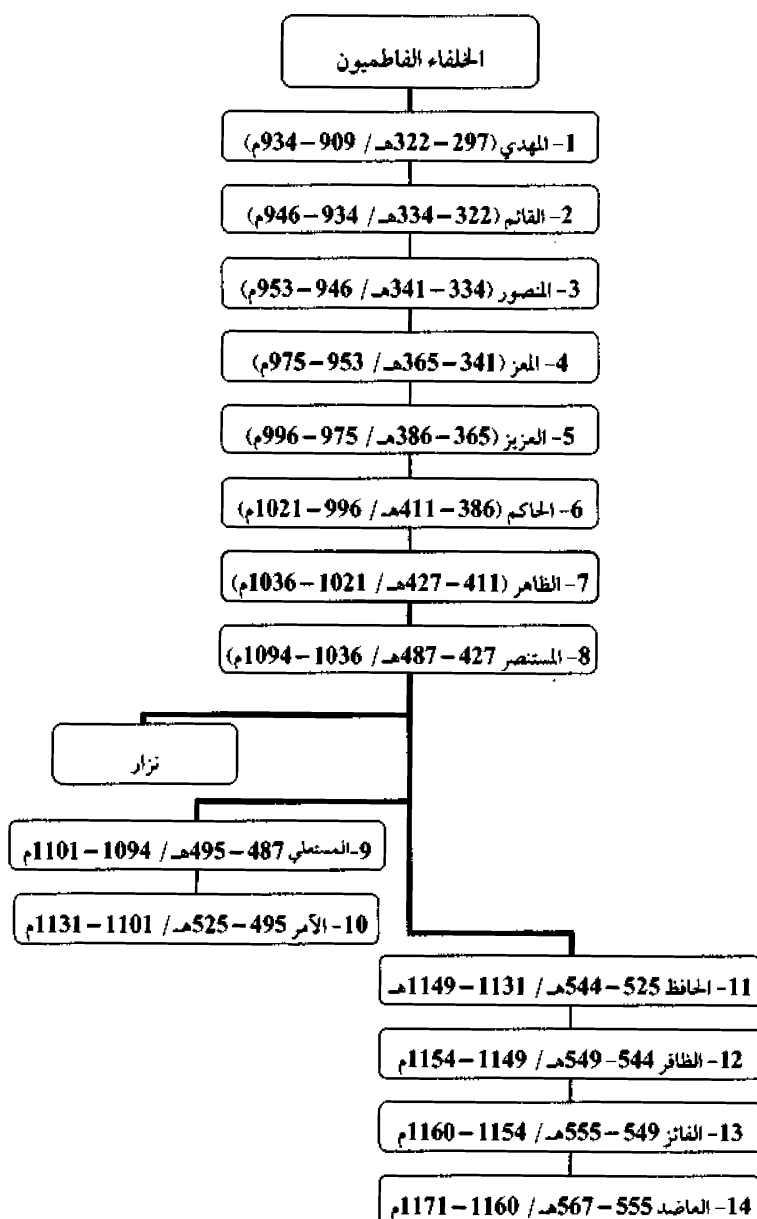 الخلفاء الفاطميون
1- المهدي (297–322هـ / 909–934م)
2- القائم (322–334هـ / 934–946م)
3- المنصور (334–341هـ / 946–953م)
4- المعز (341–365هـ / 953–975م)
5- العزيز (365–386هـ / 975–996م)
6- الحاكم (386–411هـ / 996–1021م)
7- الظاهر (411–427هـ / 1021–1036م)
8- المستنصر 427–487هـ / 1036–1094م)
نزار
9-المستعلي 487–495هـ / 1094–1101م
10- الآمر 495–525هـ / 1101–1131م
11- الحافظ 525–544هـ / 1131–1149هـ
12- الظافر 544-549هـ / 1149–1154م
13- الفائز 549–555هـ / 1154–1160م
14- العاضد 555–567هـ / 1160–1171م